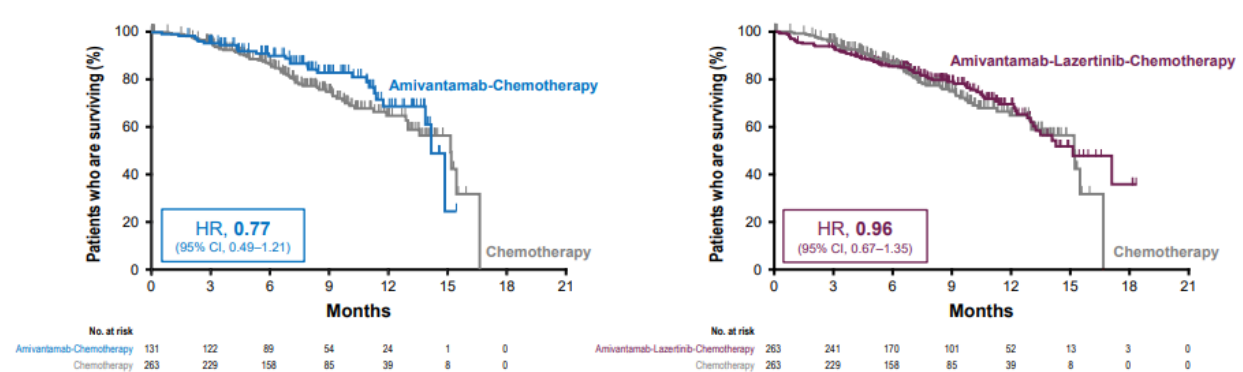 Patients who are surviving (%)
100
80
60
40
20
0
Amivantamab-Chemotherapy
HR, 0.77
(95% CI, 0.49–1.21)
Chemotherapy
0 3 6 9 12 15 18 21
Months
No. at risk
Amivantamab-Chemotherapy 131 122 89 54 24 1 0
Chemotherapy 263 229 158 85 39 8 0
Patients who are surviving (%)
100
80
60
40
20
0
Amivantamab-Lazertinib-Chemotherapy
HR, 0.96
(95% CI, 0.67–1.35)
Chemotherapy
0 3 6 9 12 15 18 21
Months
No. at risk
Amivantamab-Lazertinib-Chemotherapy 263 241 170 101 52 13 3 0
Chemotherapy 263 229 158 85 39 8 0 0